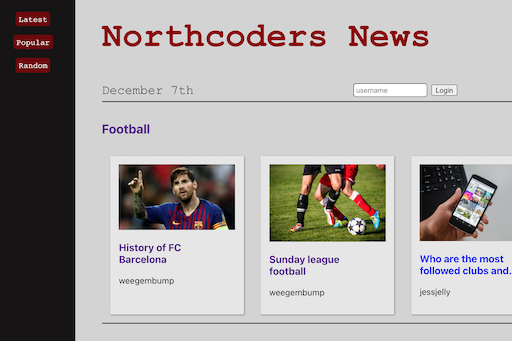 Latest
Popular
Random
Northcoders News
December 7th
username
Login
Football
History of FC
Barcelona
weegembump
Sunday league
football
weegembump
Who are the most
followed clubs and...
jessjelly